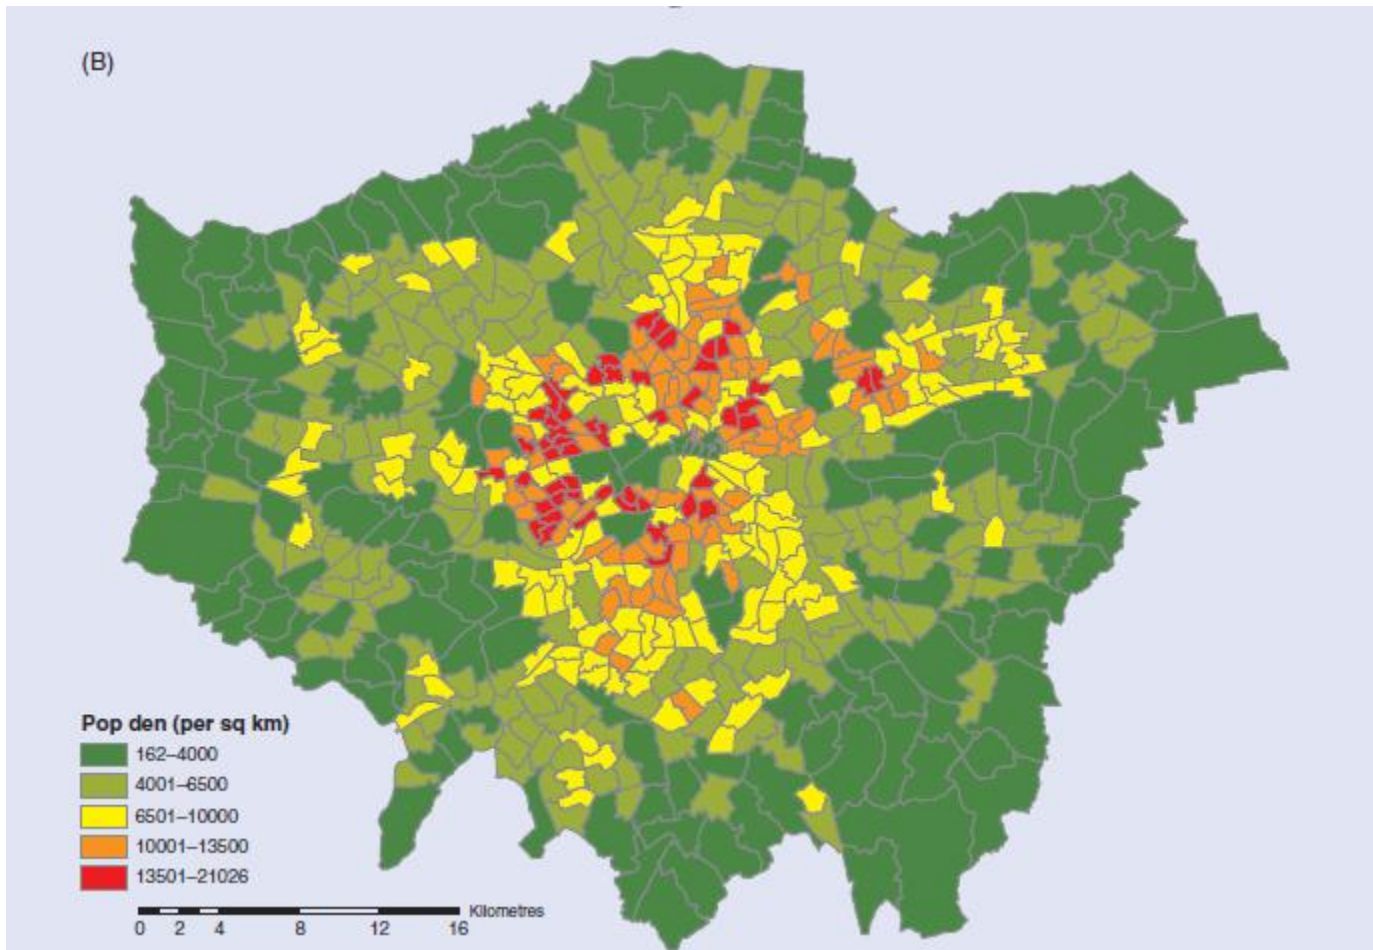 (B)
Pop den (per sq km)
162–4000
4001–6500
6501–10000
10001–13500
13501–21026
Kilometres
0 2 4 8 12 16